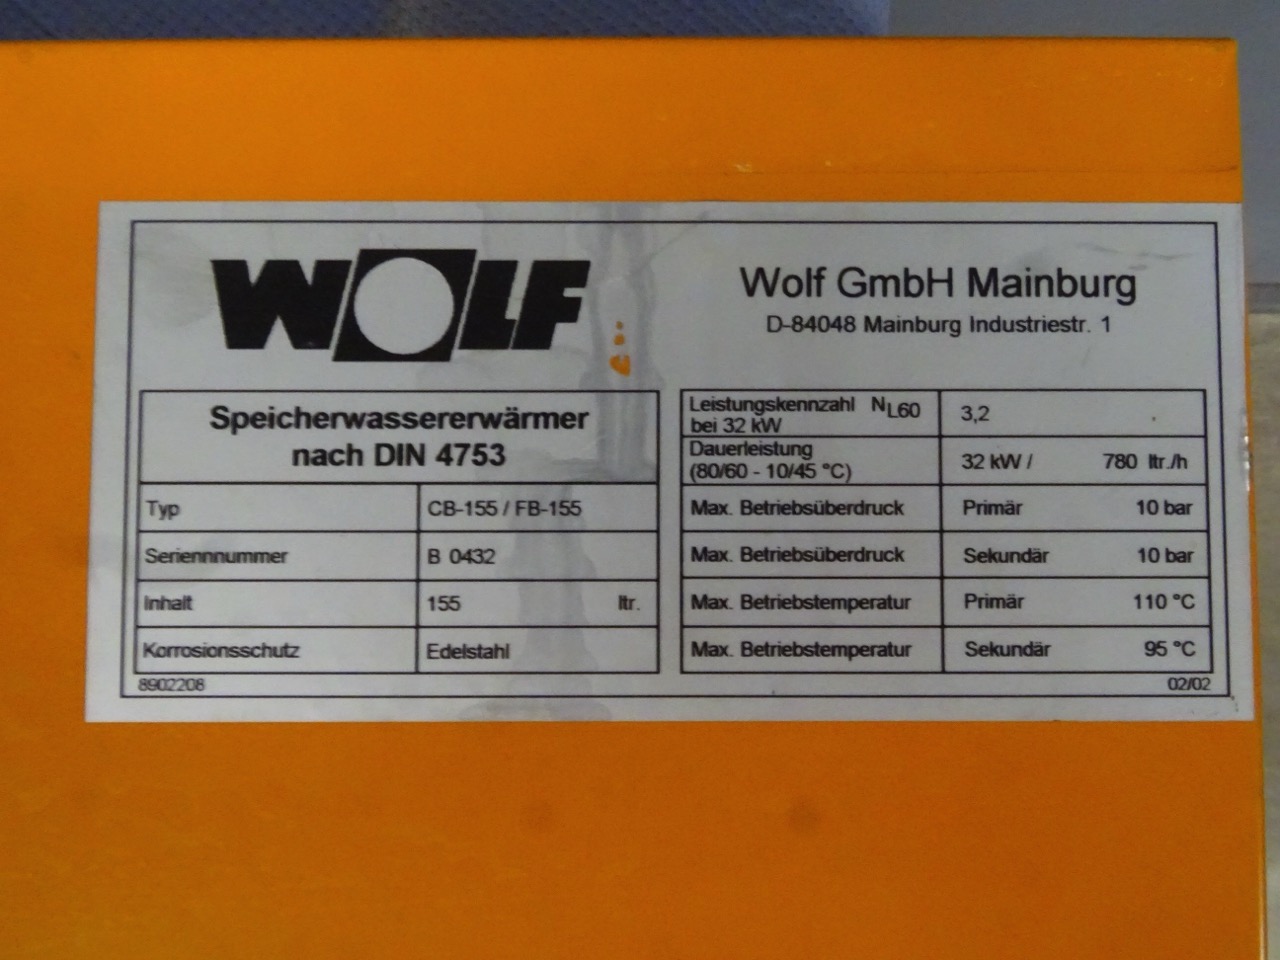 WOLF
Wolf GmbH Mainburg
D-84048 Mainburg Industriestr. 1
Speicherwassererwärmer
nach DIN 4753
Typ CB-155 / FB-155
Seriennnummer B 0432
Inhalt 155 ltr.
Korrosionsschutz Edelstahl
8902208
Leistungskennzahl NL60
bei 32 kW 3,2
Dauerleistung
(80/60 - 10/45 °C) 32 kW / 780 ltr./h
Max. Betriebsüberdruck Primär 10 bar
Max. Betriebsüberdruck Sekundär 10 bar
Max. Betriebstemperatur Primär 110 °C
Max. Betriebstemperatur Sekundär 95 °C
02/02